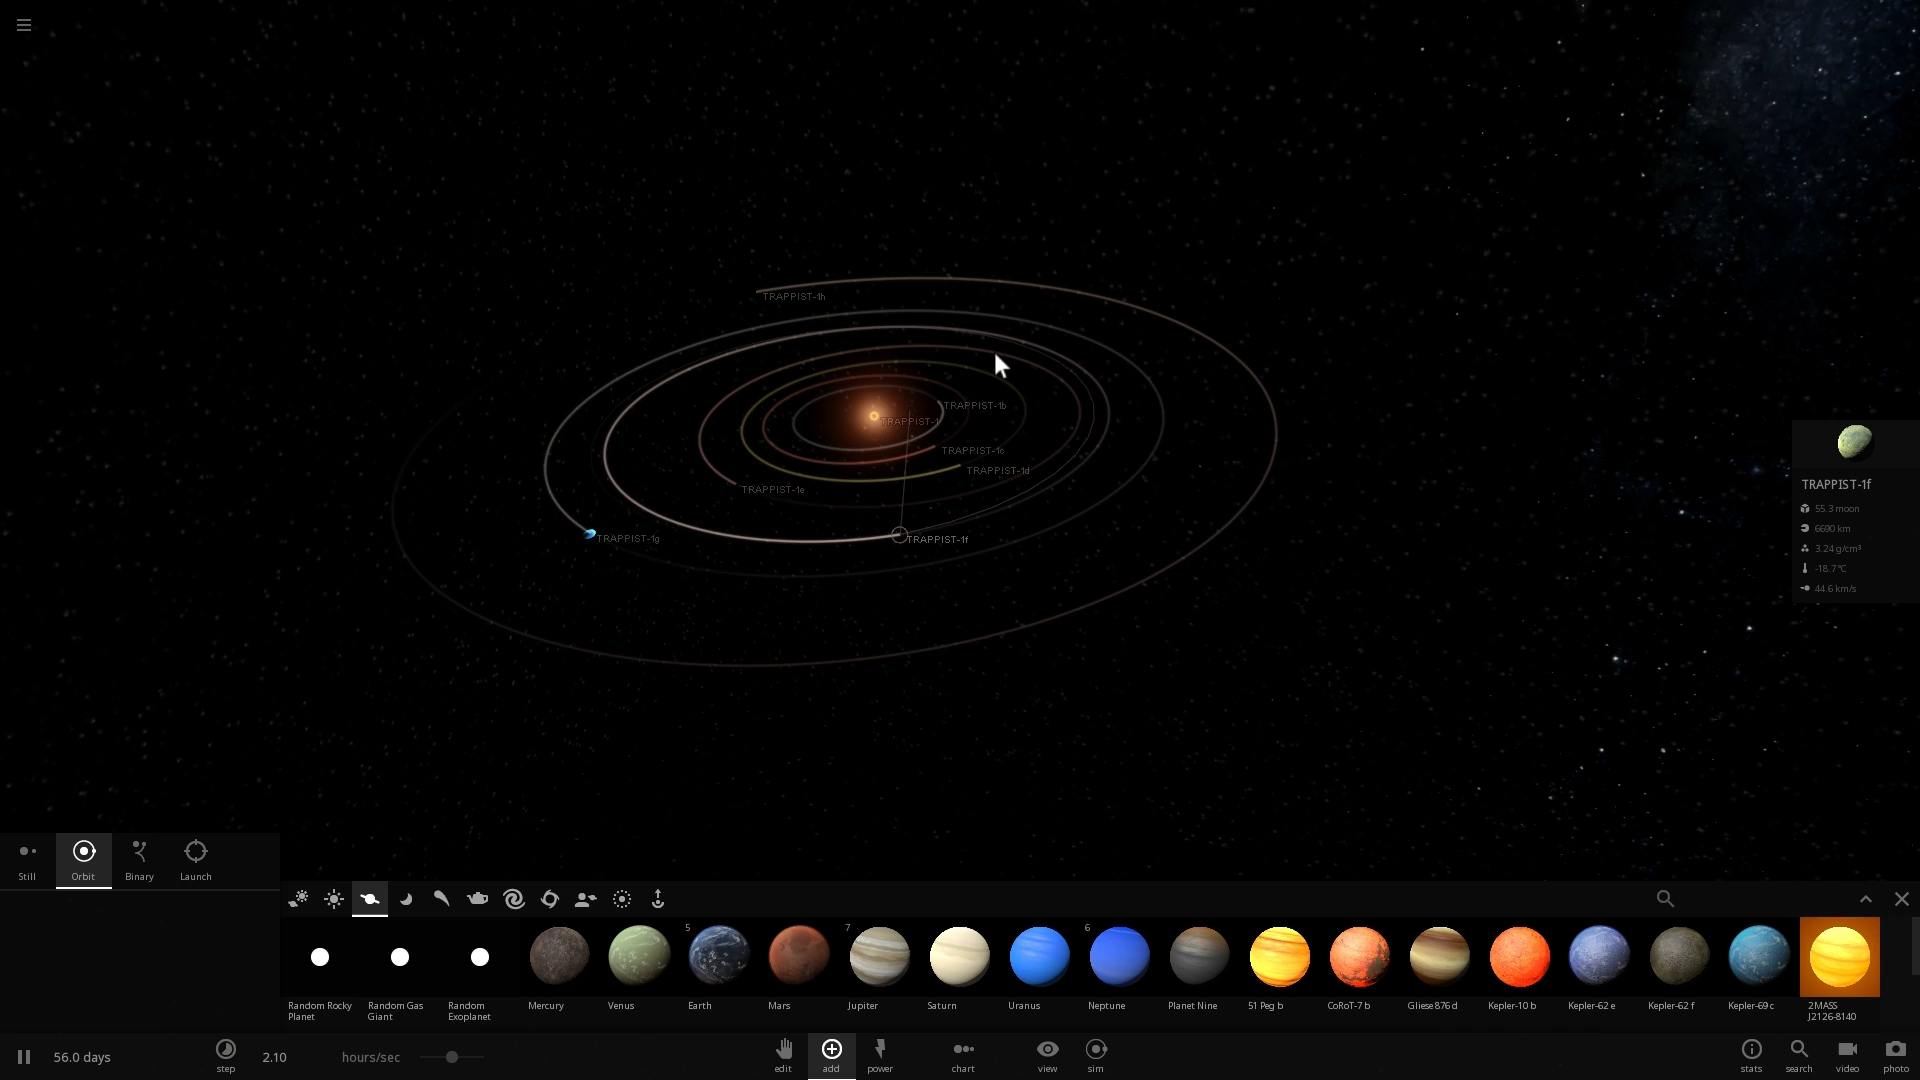 TRAPPIST-1h
TRAPPIST-1b
TRAPPIST-1
TRAPPIST-1c
TRAPPIST-1d
TRAPPIST-1e
TRAPPIST-1g
TRAPPIST-1f
TRAPPIST-1f
55.3 moon
6690 km
3.24 g/cm³
-18.7 °C
44.6 km/s
Still
Orbit
Binary
Launch
5
7
6
Random Rocky
Planet
Random Gas
Giant
Random
Exoplanet
Mercury
Venus
Earth
Mars
Jupiter
Saturn
Uranus
Neptune
Planet Nine
51 Peg b
CoRoT-7 b
Gliese 876 d
Kepler-10 b
Kepler-62 e
Kepler-62 f
Kepler-69 c
2MASS
J2126-8140
56.0 days
step
2.10
hours/sec
edit
add
power
chart
view
sim
stats
search
video
photo